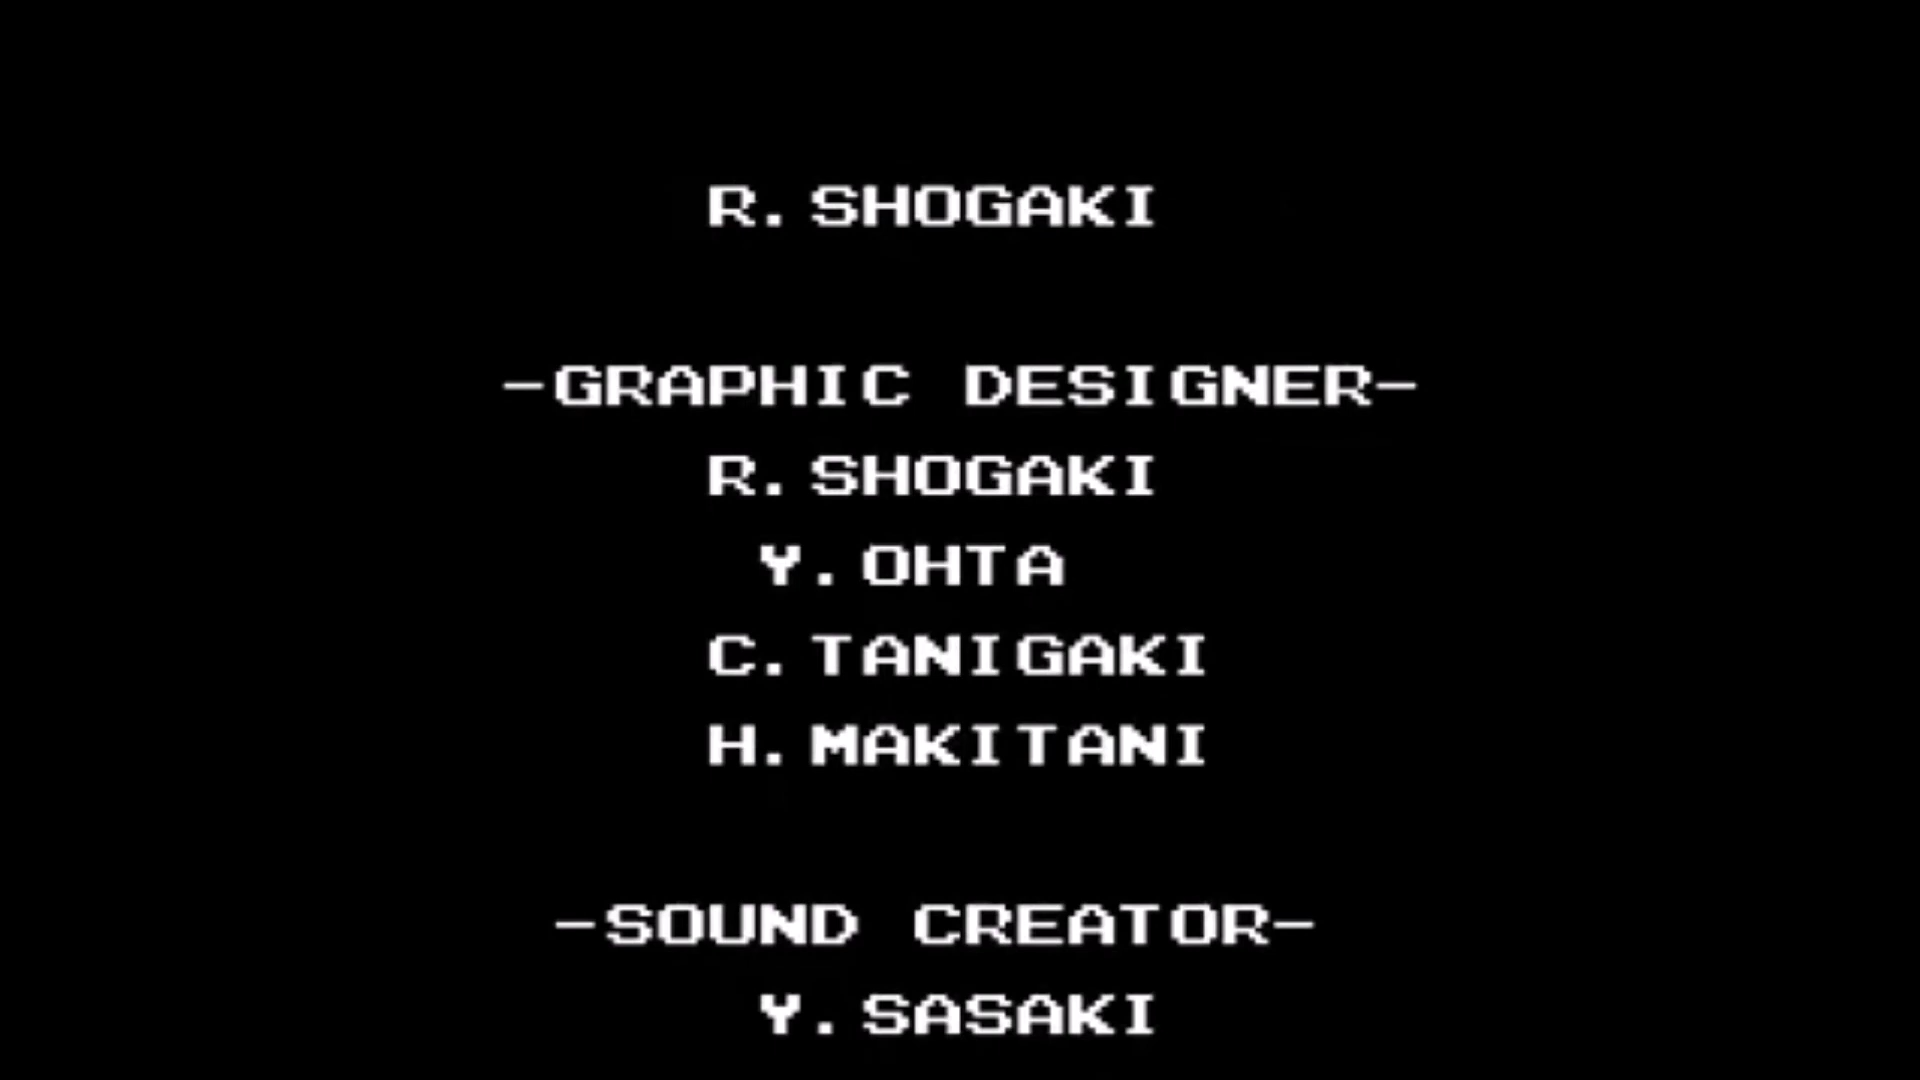 R.SHOGAKI
-GRAPHIC DESIGNER-
R.SHOGAKI
Y.OHTA
C.TANIGAKI
H.MAKITANI
-SOUND CREATOR-
Y.SASAKI